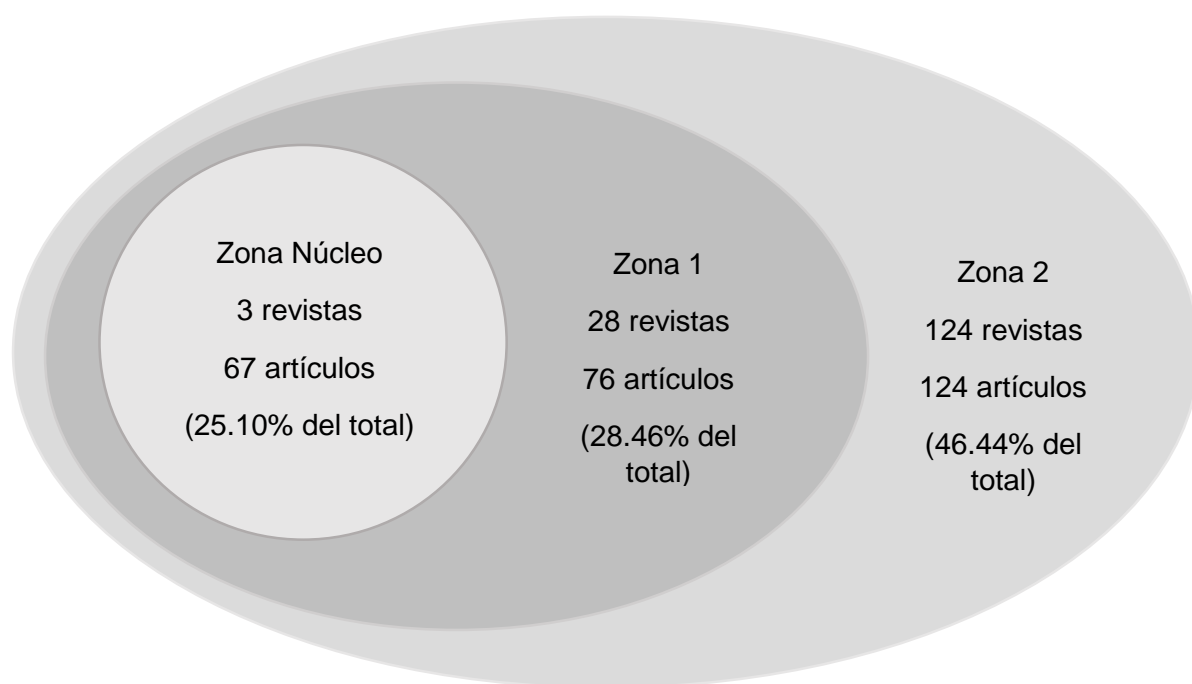 Zona Núcleo
3 revistas
67 artículos
(25.10% del total)
Zona 1
28 revistas
76 artículos
(28.46% del
total)
Zona 2
124 revistas
124 artículos
(46.44% del
total)